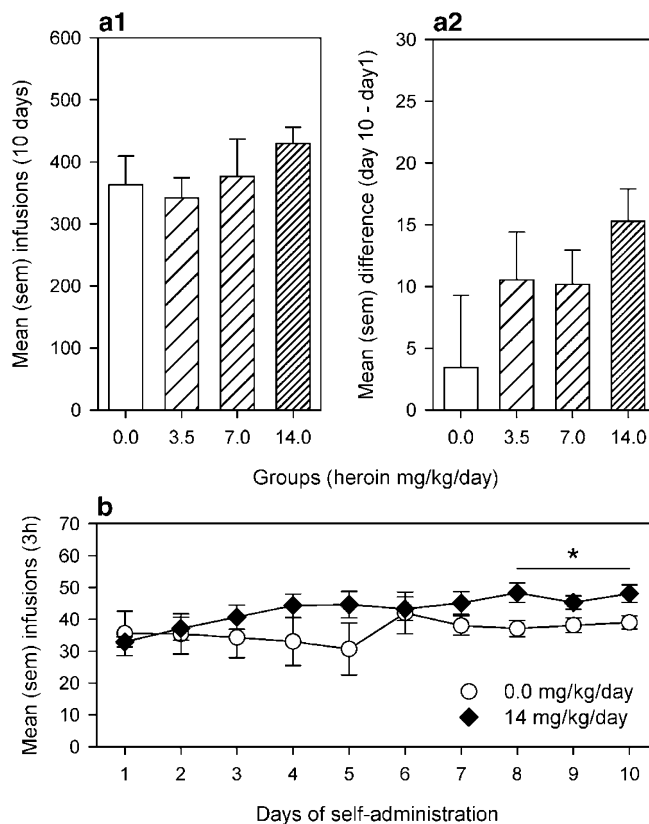 a1
a2
Mean (sem) infusions (10 days)
600
500
400
300
200
100
0
0.0 3.5 7.0 14.0
Mean (sem) difference (day 10 - day1)
30
25
20
15
10
5
0
0.0 3.5 7.0 14.0
Groups (heroin mg/kg/day)
b
Mean (sem) infusions (3h)
70
60
50
40
30
20
10
0
*
0.0 mg/kg/day
14 mg/kg/day
1 2 3 4 5 6 7 8 9 10
Days of self-administration